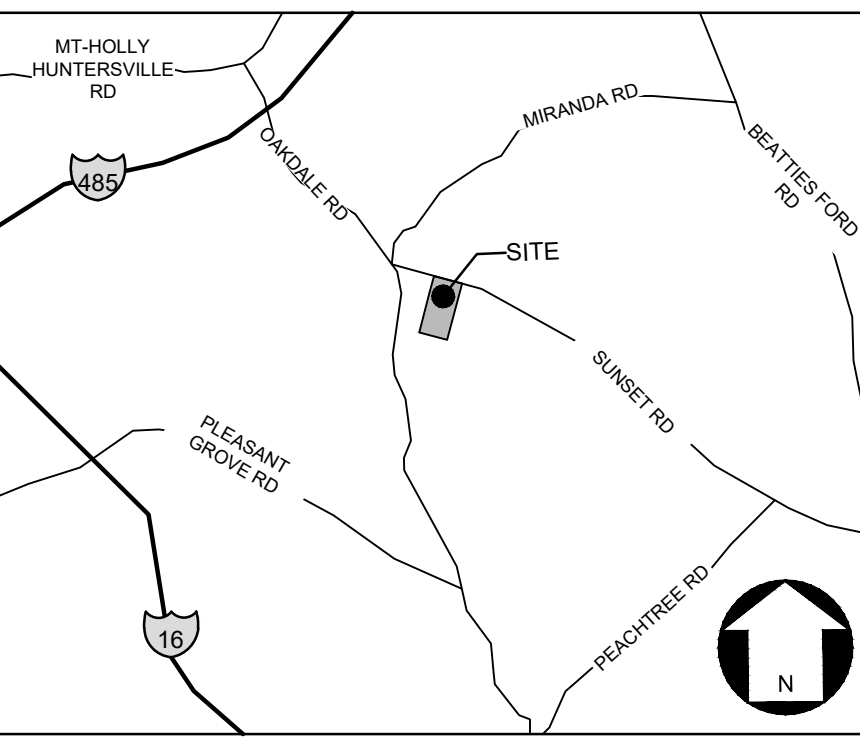 MT-HOLLY
HUNTERSVILLE
RD
MIRANDA RD
OAKDALE RD
BEATTIES FORD
RD
485
SITE
SUNSET RD
PLEASANT
GROVE RD
PEACHTREE RD
16
N